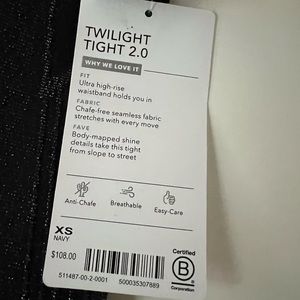 TWILIGHT
TIGHT 2.0
WHY WE LOVE IT
FIT
Ultra high-rise
waistband holds you in
FABRIC
Chafe-free seamless fabric
stretches with every move
FAVE
Body-mapped shine
details take this tight
from slope to street
Anti-Chafe
Breathable
Easy-Care
XS
NAVY
$108.00
511487-00-2-0001
500035307889
Certified
B
Corporation